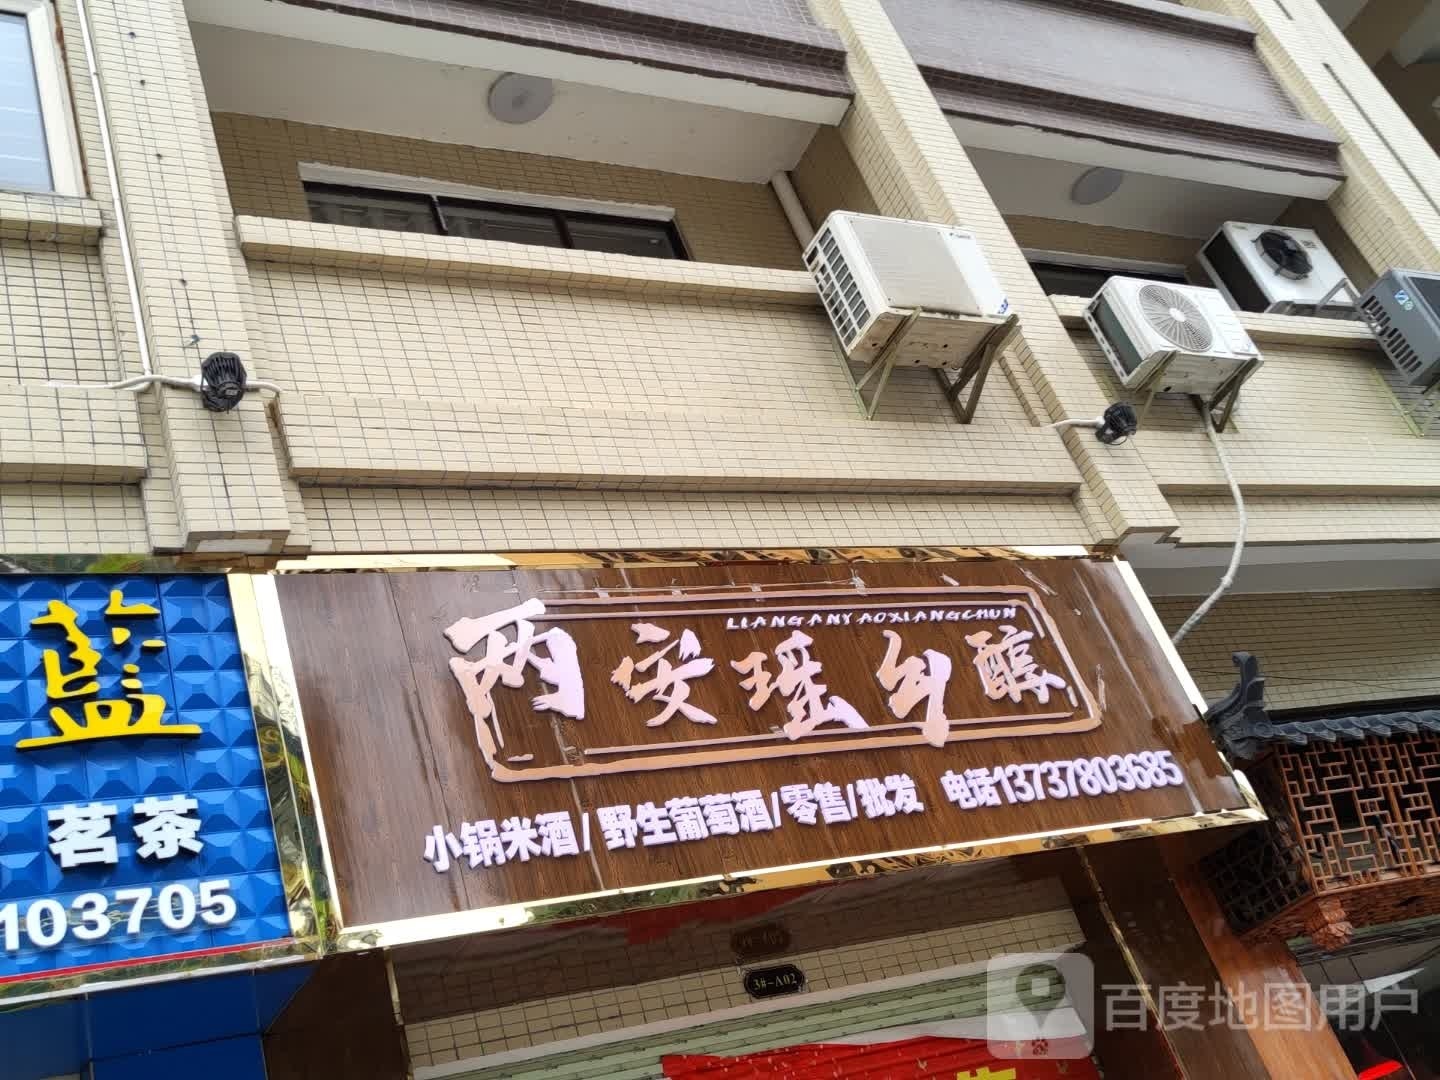 LIANGANYAOXIANGCHUN
两安瑶乡醇
小锅米酒/野生葡萄酒/零售/批发 电话13737803685
蓝
茗茶
103705
3#-A02
百度地图用户